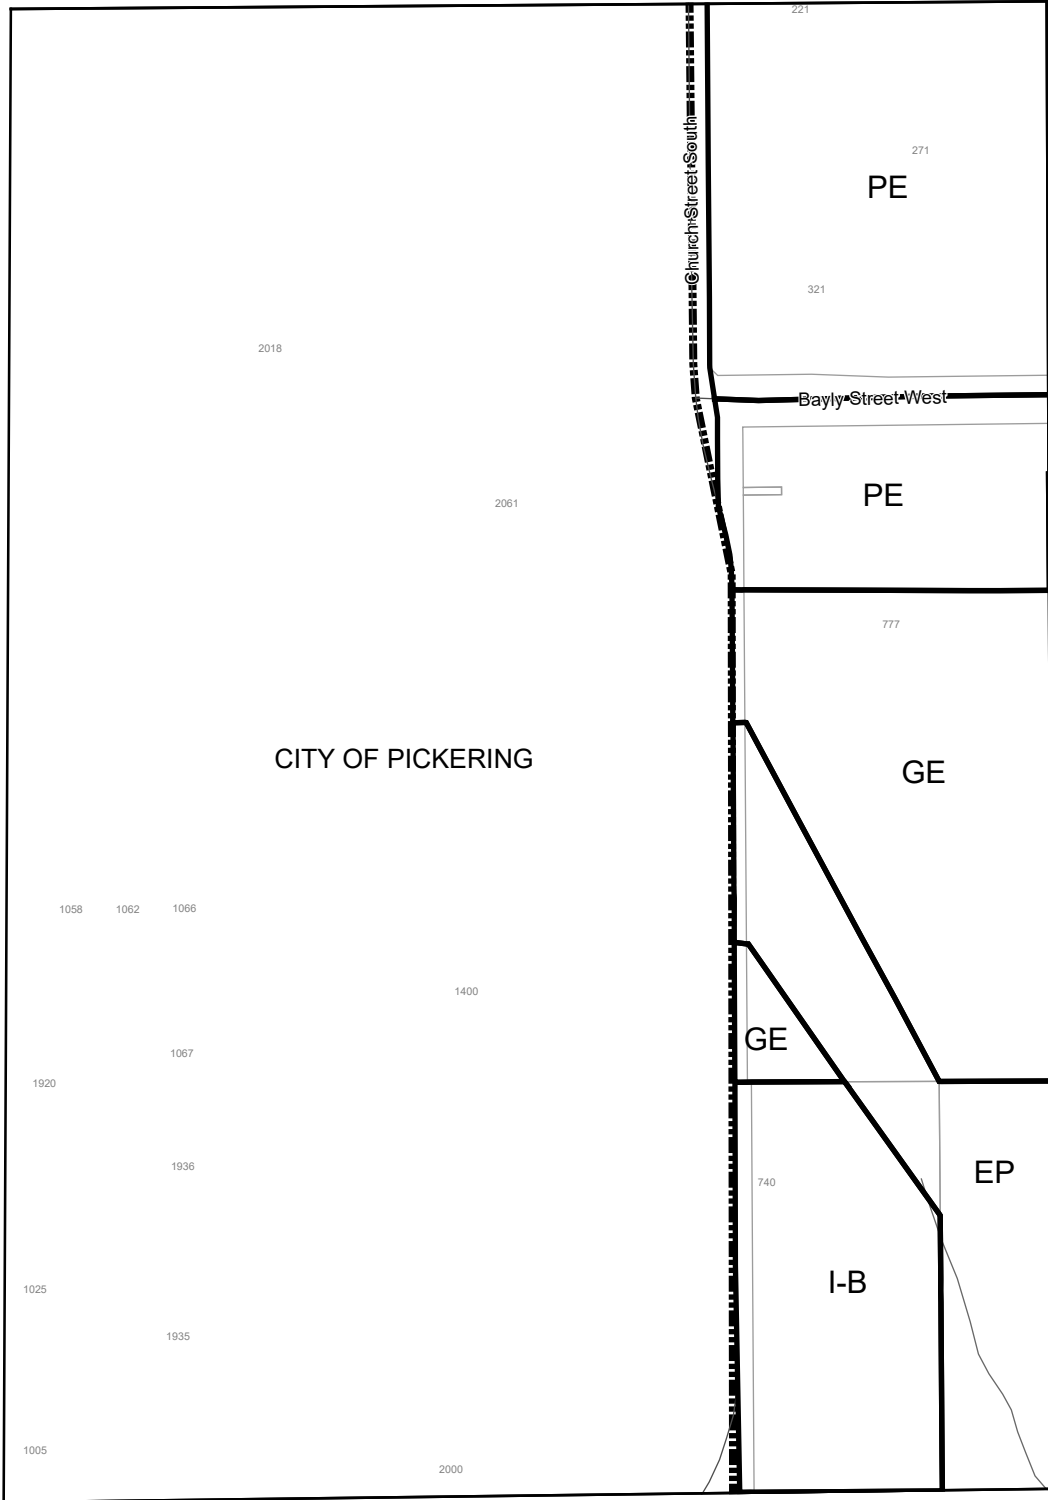 221
Church Street South
271
PE
321
2018
Bayly Street West
PE
2061
777
CITY OF PICKERING
GE
1058 1062 1066
1400
GE
1067
1920
1936
EP
740
I-B
1025
1935
1005
2000